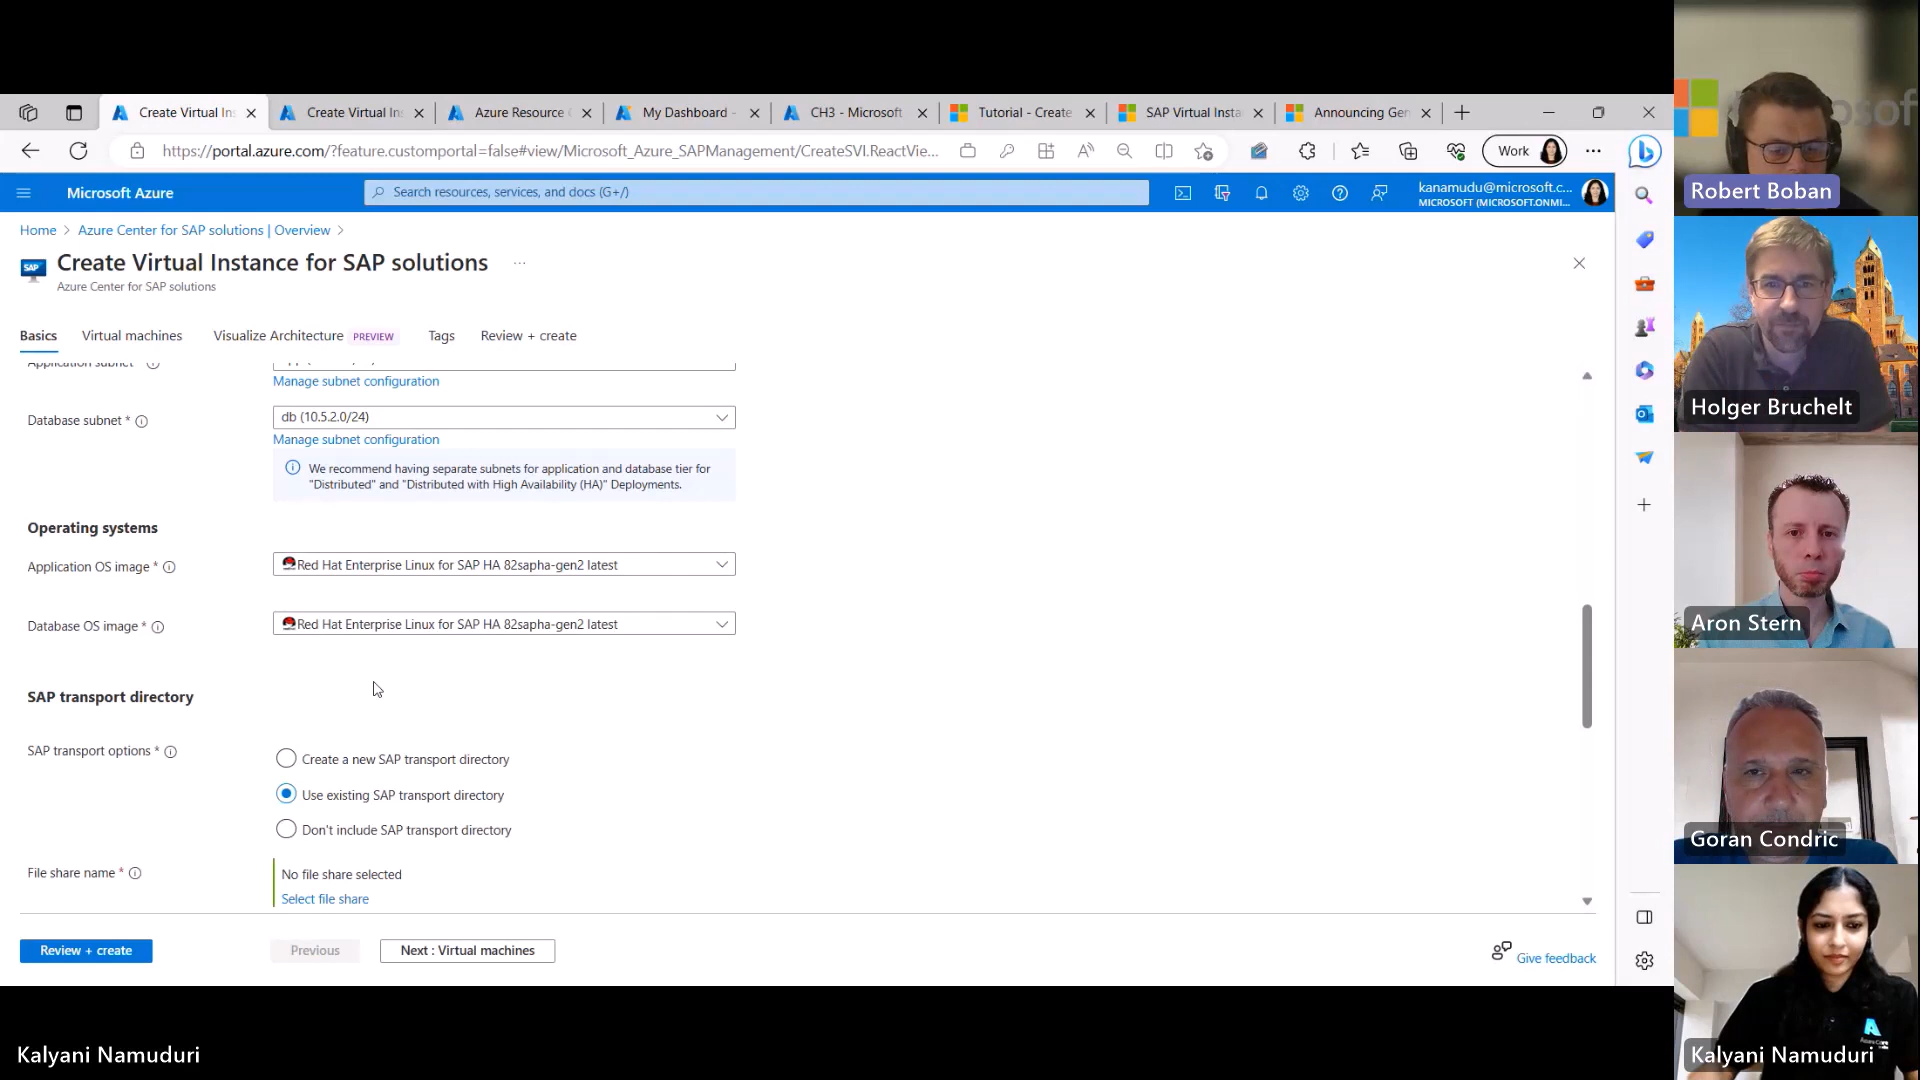 Create Virtual Ins
Create Virtual In
Azure Resource
My Dashboard -
CH3 - Microsoft
Tutorial - Create
SAP Virtual Insta
Announcing Gen
https://portal.azure.com/?feature.customportal=false#view/Microsoft_Azure_SAPManagement/CreateSVI.ReactVie...
Work
Microsoft Azure
Search resources, services, and docs (G+/)
kanamudu@microsoft.c...
MICROSOFT (MICROSOFT.ONMI...
Home > Azure Center for SAP solutions | Overview >
SAP
Create Virtual Instance for SAP solutions ...
Azure Center for SAP solutions
Basics
Virtual machines
Visualize Architecture PREVIEW
Tags
Review + create
Application subnet
Manage subnet configuration
Database subnet *
db (10.5.2.0/24)
Manage subnet configuration
We recommend having separate subnets for application and database tier for
"Distributed" and "Distributed with High Availability (HA)" Deployments.
Operating systems
Application OS image *
Red Hat Enterprise Linux for SAP HA 82sapha-gen2 latest
Database OS image *
Red Hat Enterprise Linux for SAP HA 82sapha-gen2 latest
SAP transport directory
SAP transport options *
Create a new SAP transport directory
Use existing SAP transport directory
Don't include SAP transport directory
File share name *
No file share selected
Select file share
Review + create
Previous
Next : Virtual machines
Give feedback
Robert Boban
Holger Bruchelt
Aron Stern
Goran Condric
Kalyani Namuduri
Kalyani Namuduri